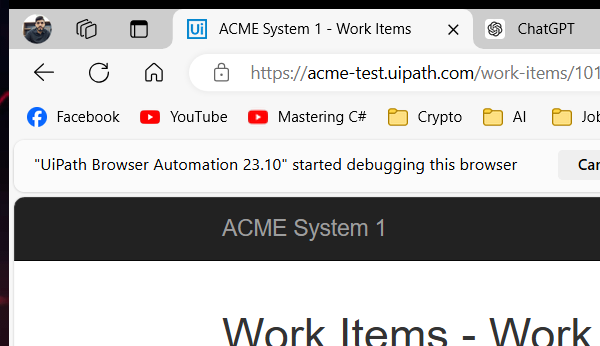 Ui ACME System 1 - Work Items ChatGPT
https://acme-test.uipath.com/work-items/101
Facebook YouTube Mastering C# Crypto AI Job
"UiPath Browser Automation 23.10" started debugging this browser Can
ACME System 1
Work Items - Work